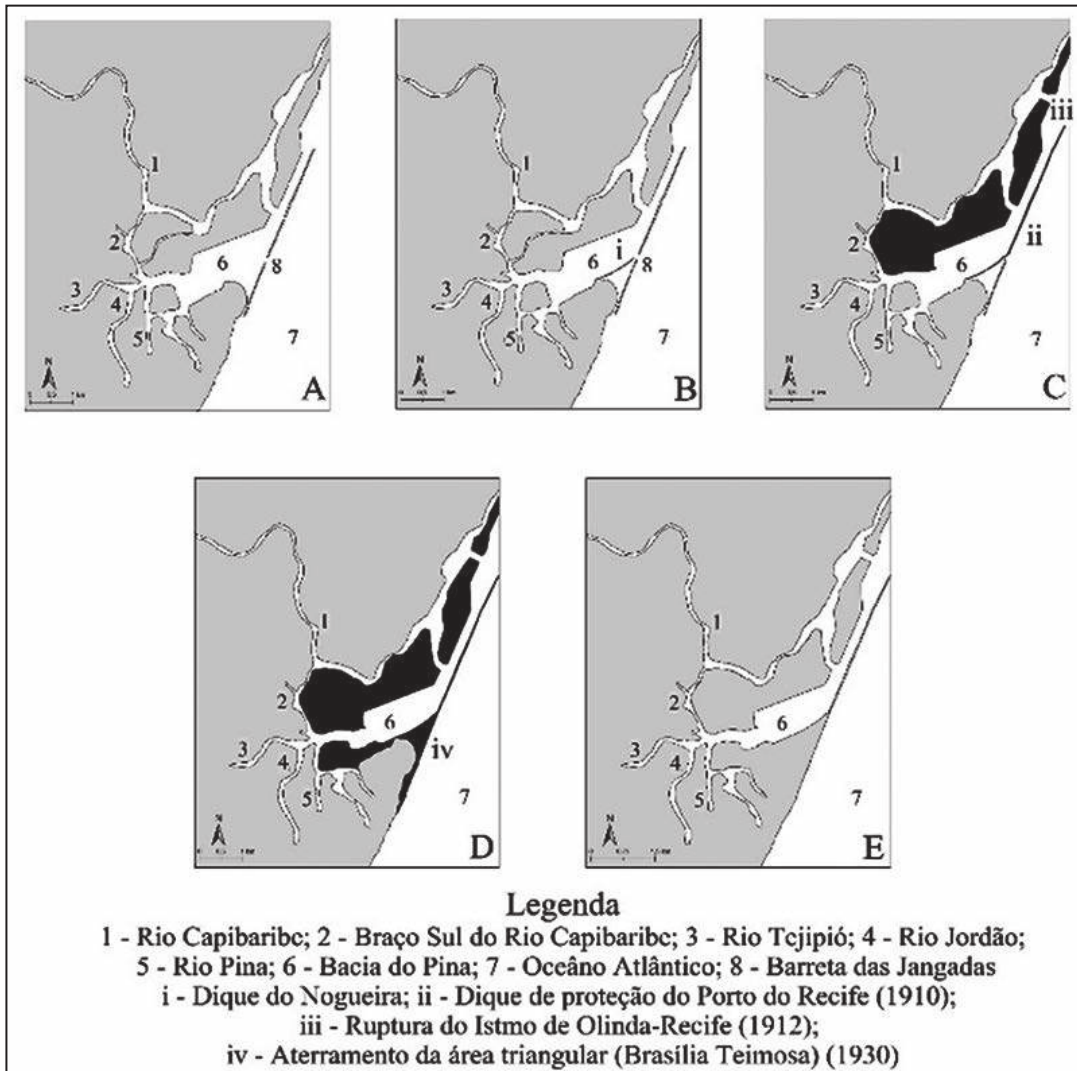 1
2
3
4
5
6
7
8
N
A
1
2
3
4
5
6
7
8
i
N
B
1
2
3
4
5
6
7
ii
iii
N
C
1
2
3
4
5
6
7
iv
N
D
1
2
3
4
5
6
7
N
E
Legenda
1 - Rio Capibaribe; 2 - Braço Sul do Rio Capibaribe; 3 - Rio Tejipió; 4 - Rio Jordão;
5 - Rio Pina; 6 - Bacia do Pina; 7 - Oceâno Atlântico; 8 - Barreta das Jangadas
i - Dique do Nogueira; ii - Dique de proteção do Porto do Recife (1910);
iii - Ruptura do Istmo de Olinda-Recife (1912);
iv - Aterramento da área triangular (Brasília Teimosa) (1930)